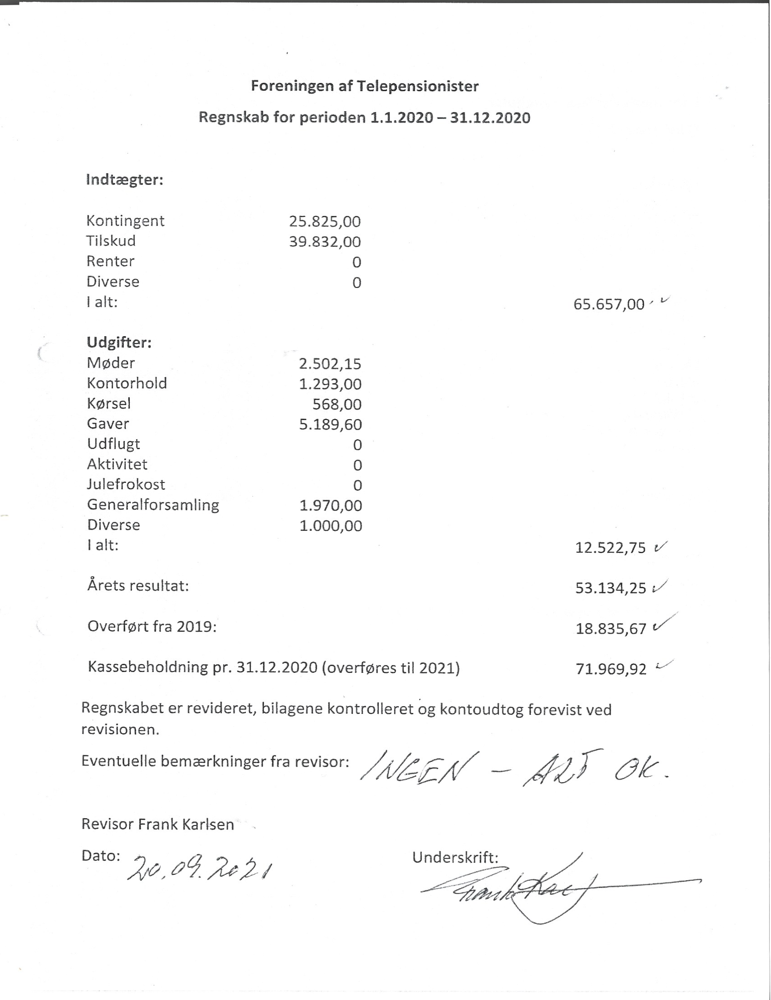 Foreningen af Telepensionister
Regnskab for perioden 1.1.2020 – 31.12.2020
Indtægter:
Kontingent 25.825,00
Tilskud 39.832,00
Renter 0
Diverse 0
I alt: 65.657,00
Udgifter:
Møder 2.502,15
Kontorhold 1.293,00
Kørsel 568,00
Gaver 5.189,60
Udflugt 0
Aktivitet 0
Julefrokost 0
Generalforsamling 1.970,00
Diverse 1.000,00
I alt: 12.522,75
Årets resultat: 53.134,25
Overført fra 2019: 18.835,67
Kassebeholdning pr. 31.12.2020 (overføres til 2021) 71.969,92
Regnskabet er revideret, bilagene kontrolleret og kontoudtog forevist ved
revisionen.
Eventuelle bemærkninger fra revisor: INGEN – ALT OK.
Revisor Frank Karlsen
Dato: 20.09.2021 Underskrift:
Frank